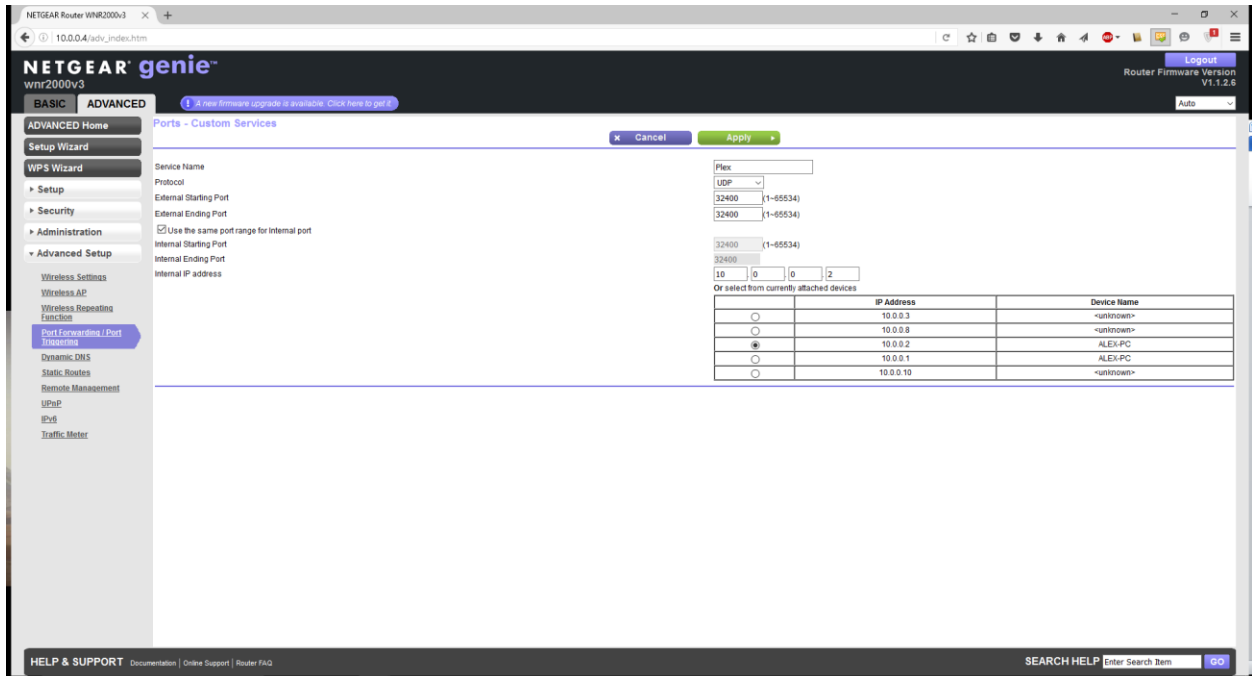 NETGEAR Router WNR2000v3
10.0.0.4/adv_index.htm
NETGEAR genie™
wnr2000v3
Logout
Router Firmware Version
V1.1.2.6
BASIC ADVANCED
A new firmware upgrade is available. Click here to get it.
Auto
ADVANCED Home
Setup Wizard
WPS Wizard
Setup
Security
Administration
Advanced Setup
Wireless Settings
Wireless AP
Wireless Repeating
Function
Port Forwarding / Port
Triggering
Dynamic DNS
Static Routes
Remote Management
UPnP
IPv6
Traffic Meter
Ports - Custom Services
x Cancel Apply
Service Name Plex
Protocol UDP
External Starting Port 32400 (1~65534)
External Ending Port 32400 (1~65534)
Use the same port range for Internal port
Internal Starting Port 32400 (1~65534)
Internal Ending Port 32400
Internal IP address 10 . 0 . 0 . 2
Or select from currently attached devices
IP Address Device Name
10.0.0.3 <unknown>
10.0.0.8 <unknown>
10.0.0.2 ALEX-PC
10.0.0.1 ALEX-PC
10.0.0.10 <unknown>
HELP & SUPPORT Documentation | Online Support | Router FAQ
SEARCH HELP Enter Search Item GO